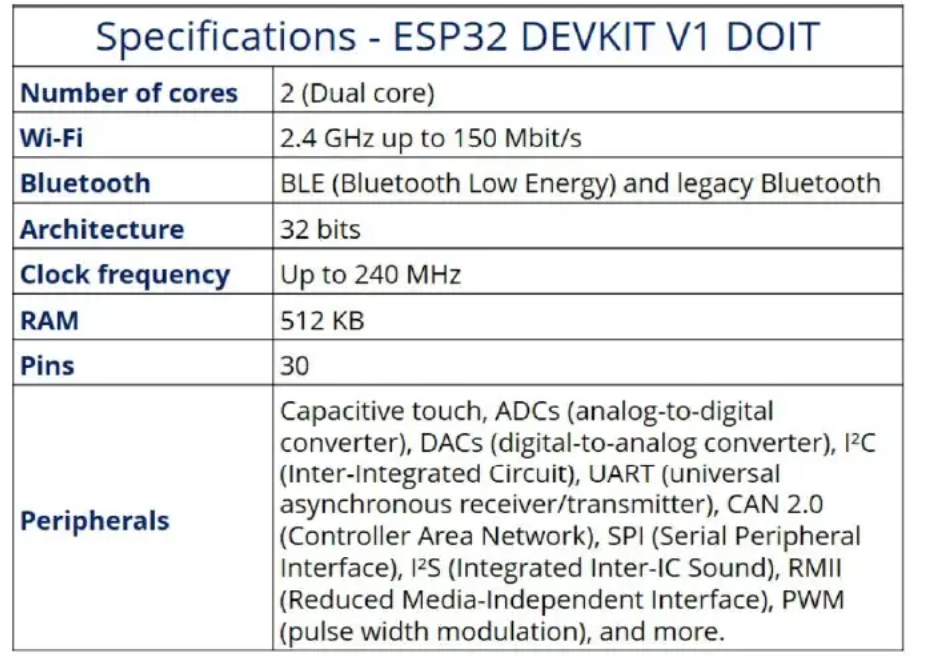 Specifications - ESP32 DEVKIT V1 DOIT
Number of cores 2 (Dual core)
Wi-Fi 2.4 GHz up to 150 Mbit/s
Bluetooth BLE (Bluetooth Low Energy) and legacy Bluetooth
Architecture 32 bits
Clock frequency Up to 240 MHz
RAM 512 KB
Pins 30
Peripherals
Capacitive touch, ADCs (analog-to-digital
converter), DACs (digital-to-analog converter), I²C
(Inter-Integrated Circuit), UART (universal
asynchronous receiver/transmitter), CAN 2.0
(Controller Area Network), SPI (Serial Peripheral
Interface), I²S (Integrated Inter-IC Sound), RMII
(Reduced Media-Independent Interface), PWM
(pulse width modulation), and more.